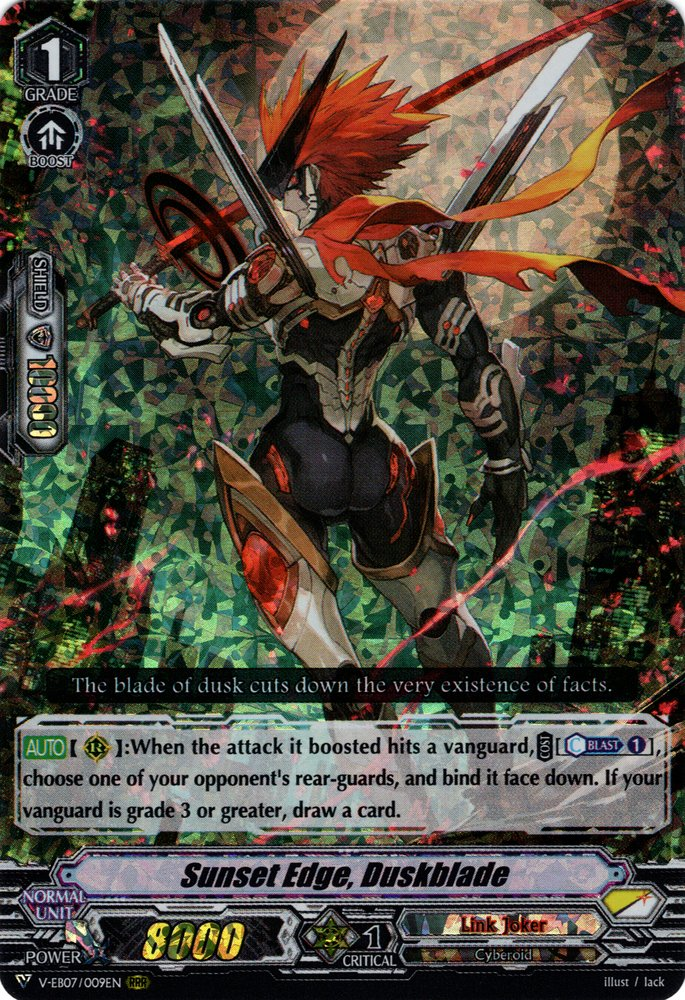 1
GRADE
BOOST
SHIELD
10000
The blade of dusk cuts down the very existence of facts.
AUTO【 R 】:When the attack it boosted hits a vanguard, COST [C BLAST 1],
choose one of your opponent's rear-guards, and bind it face down. If your
vanguard is grade 3 or greater, draw a card.
Sunset Edge, Duskblade
NORMAL
UNIT
POWER
8000
1
CRITICAL
Link Joker
Cyberoid
V-EB07/009EN RRR
illust / lack